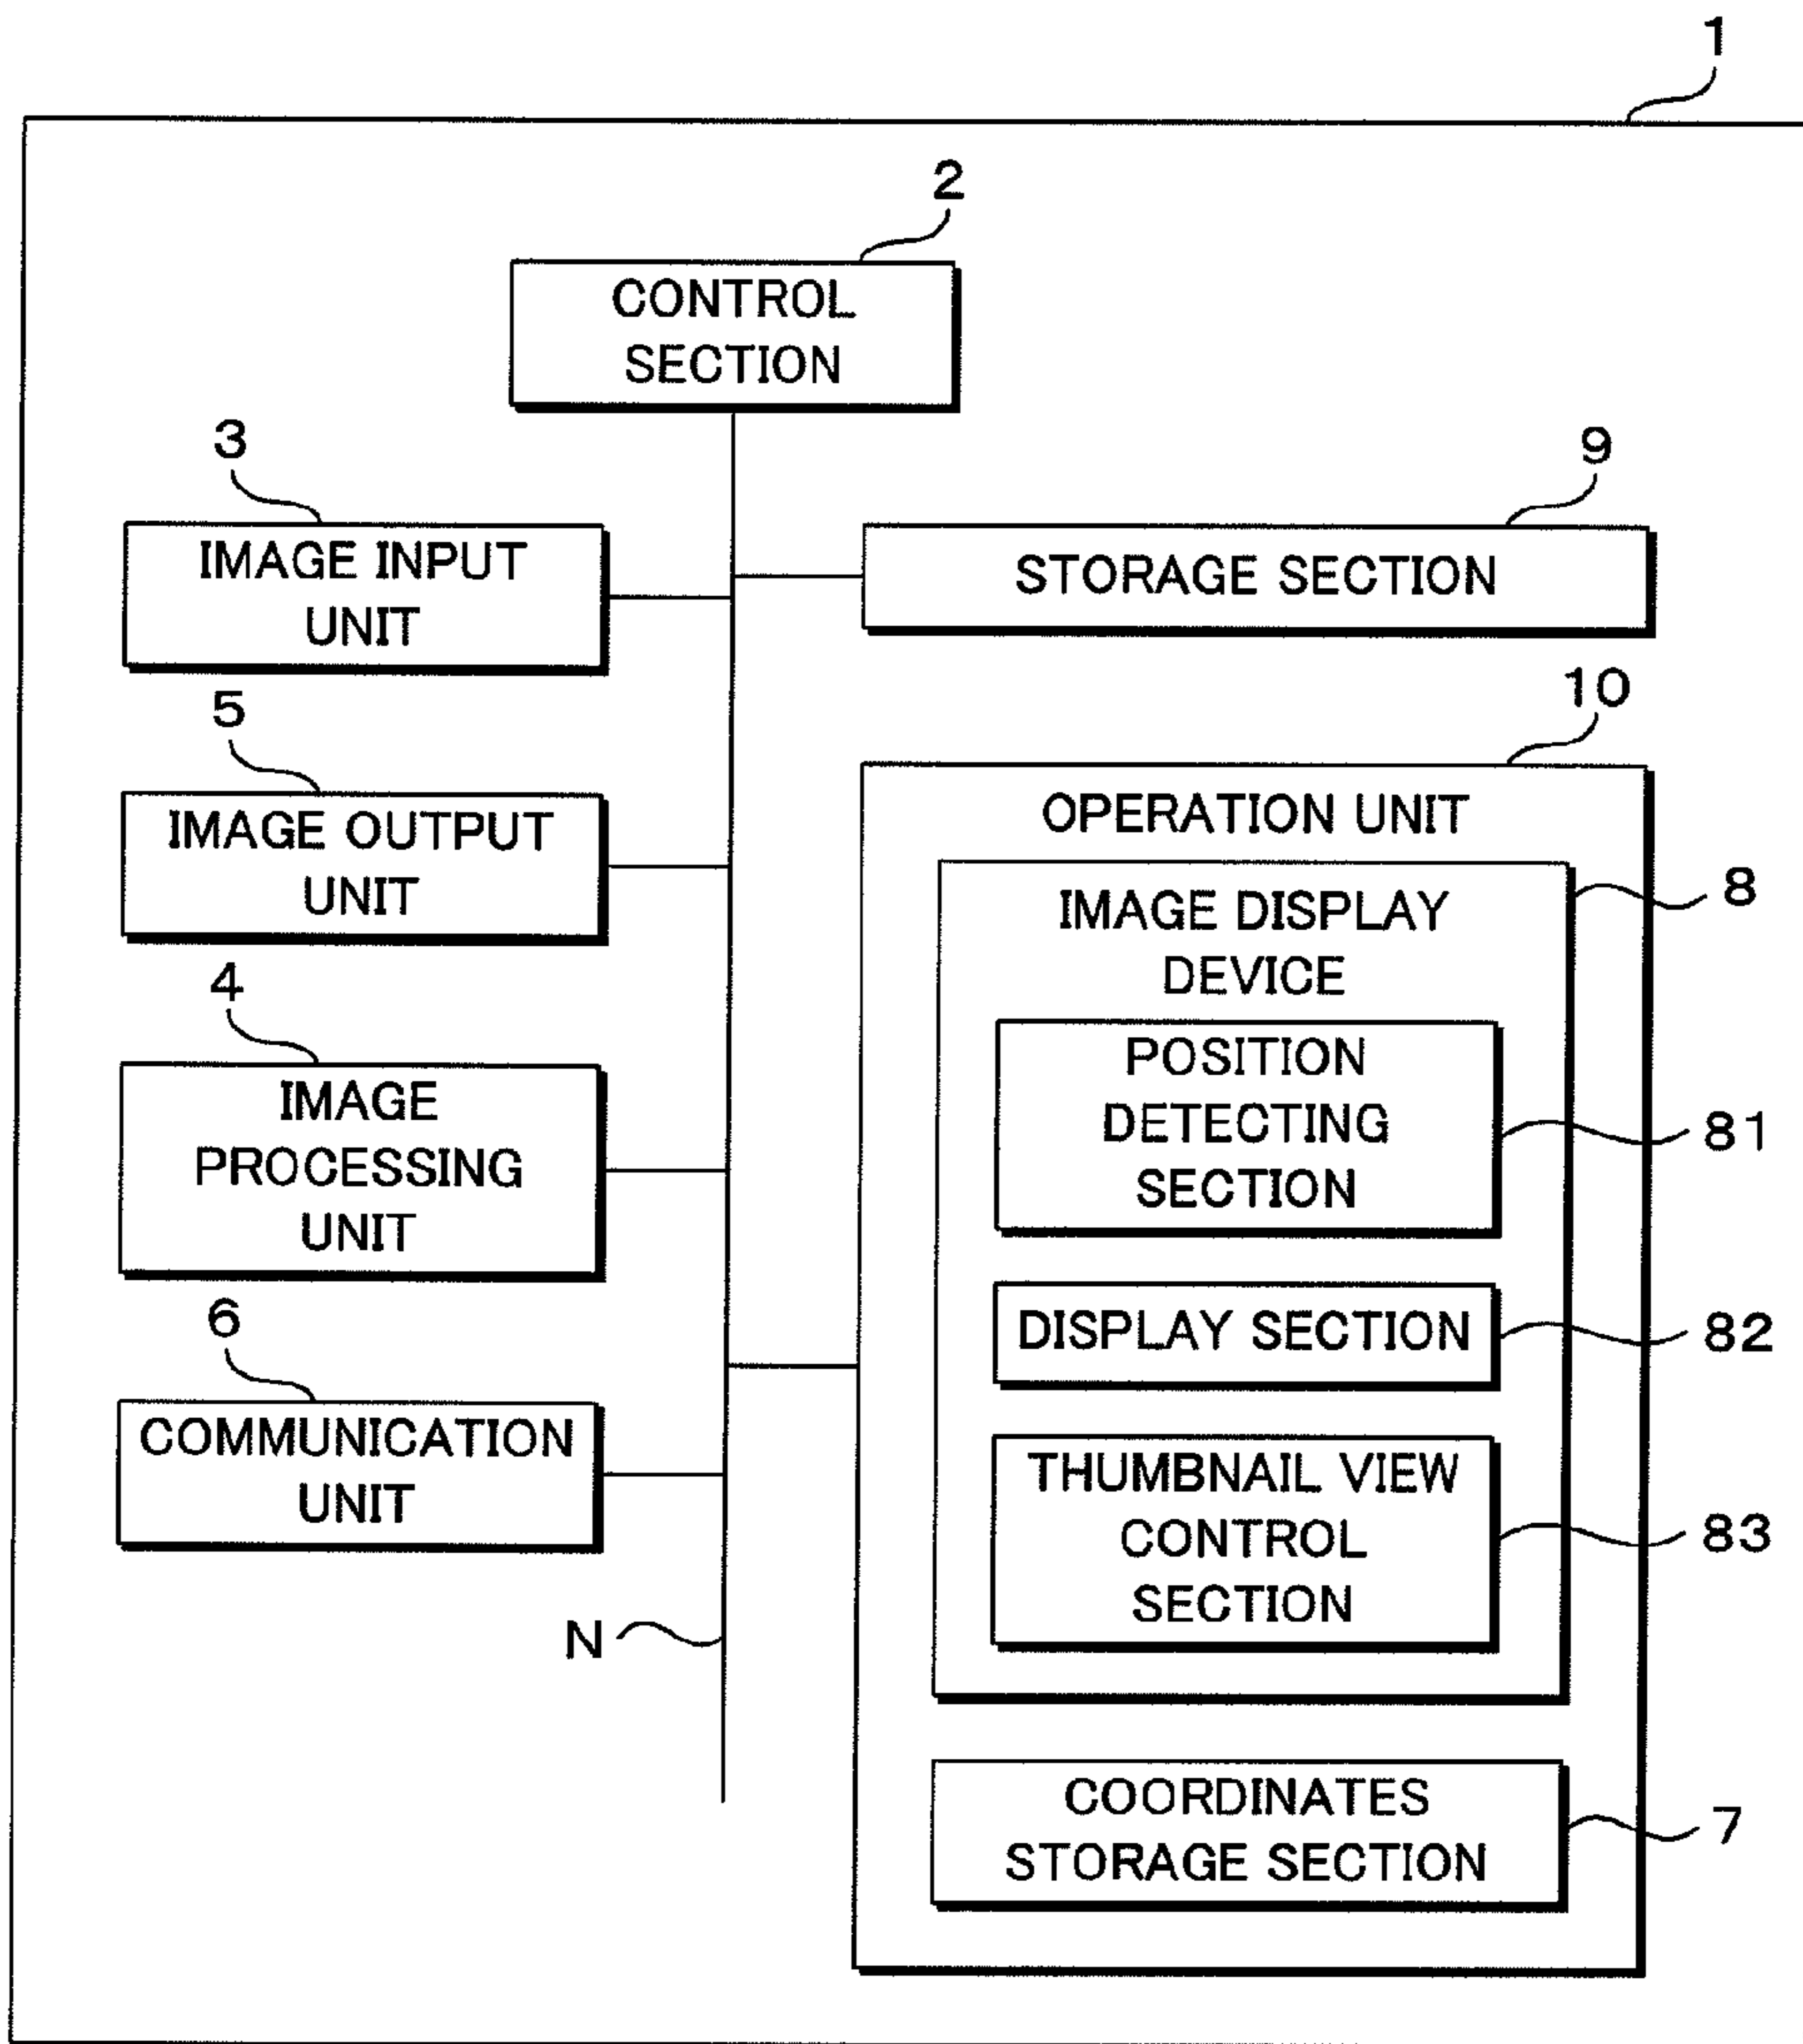 1
2
CONTROL
SECTION
3
IMAGE INPUT
UNIT
9
STORAGE SECTION
5
IMAGE OUTPUT
UNIT
4
IMAGE
PROCESSING
UNIT
6
COMMUNICATION
UNIT
N
10
OPERATION UNIT
8
IMAGE DISPLAY
DEVICE
POSITION
DETECTING
SECTION
81
DISPLAY SECTION
82
THUMBNAIL VIEW
CONTROL
SECTION
83
COORDINATES
STORAGE SECTION
7